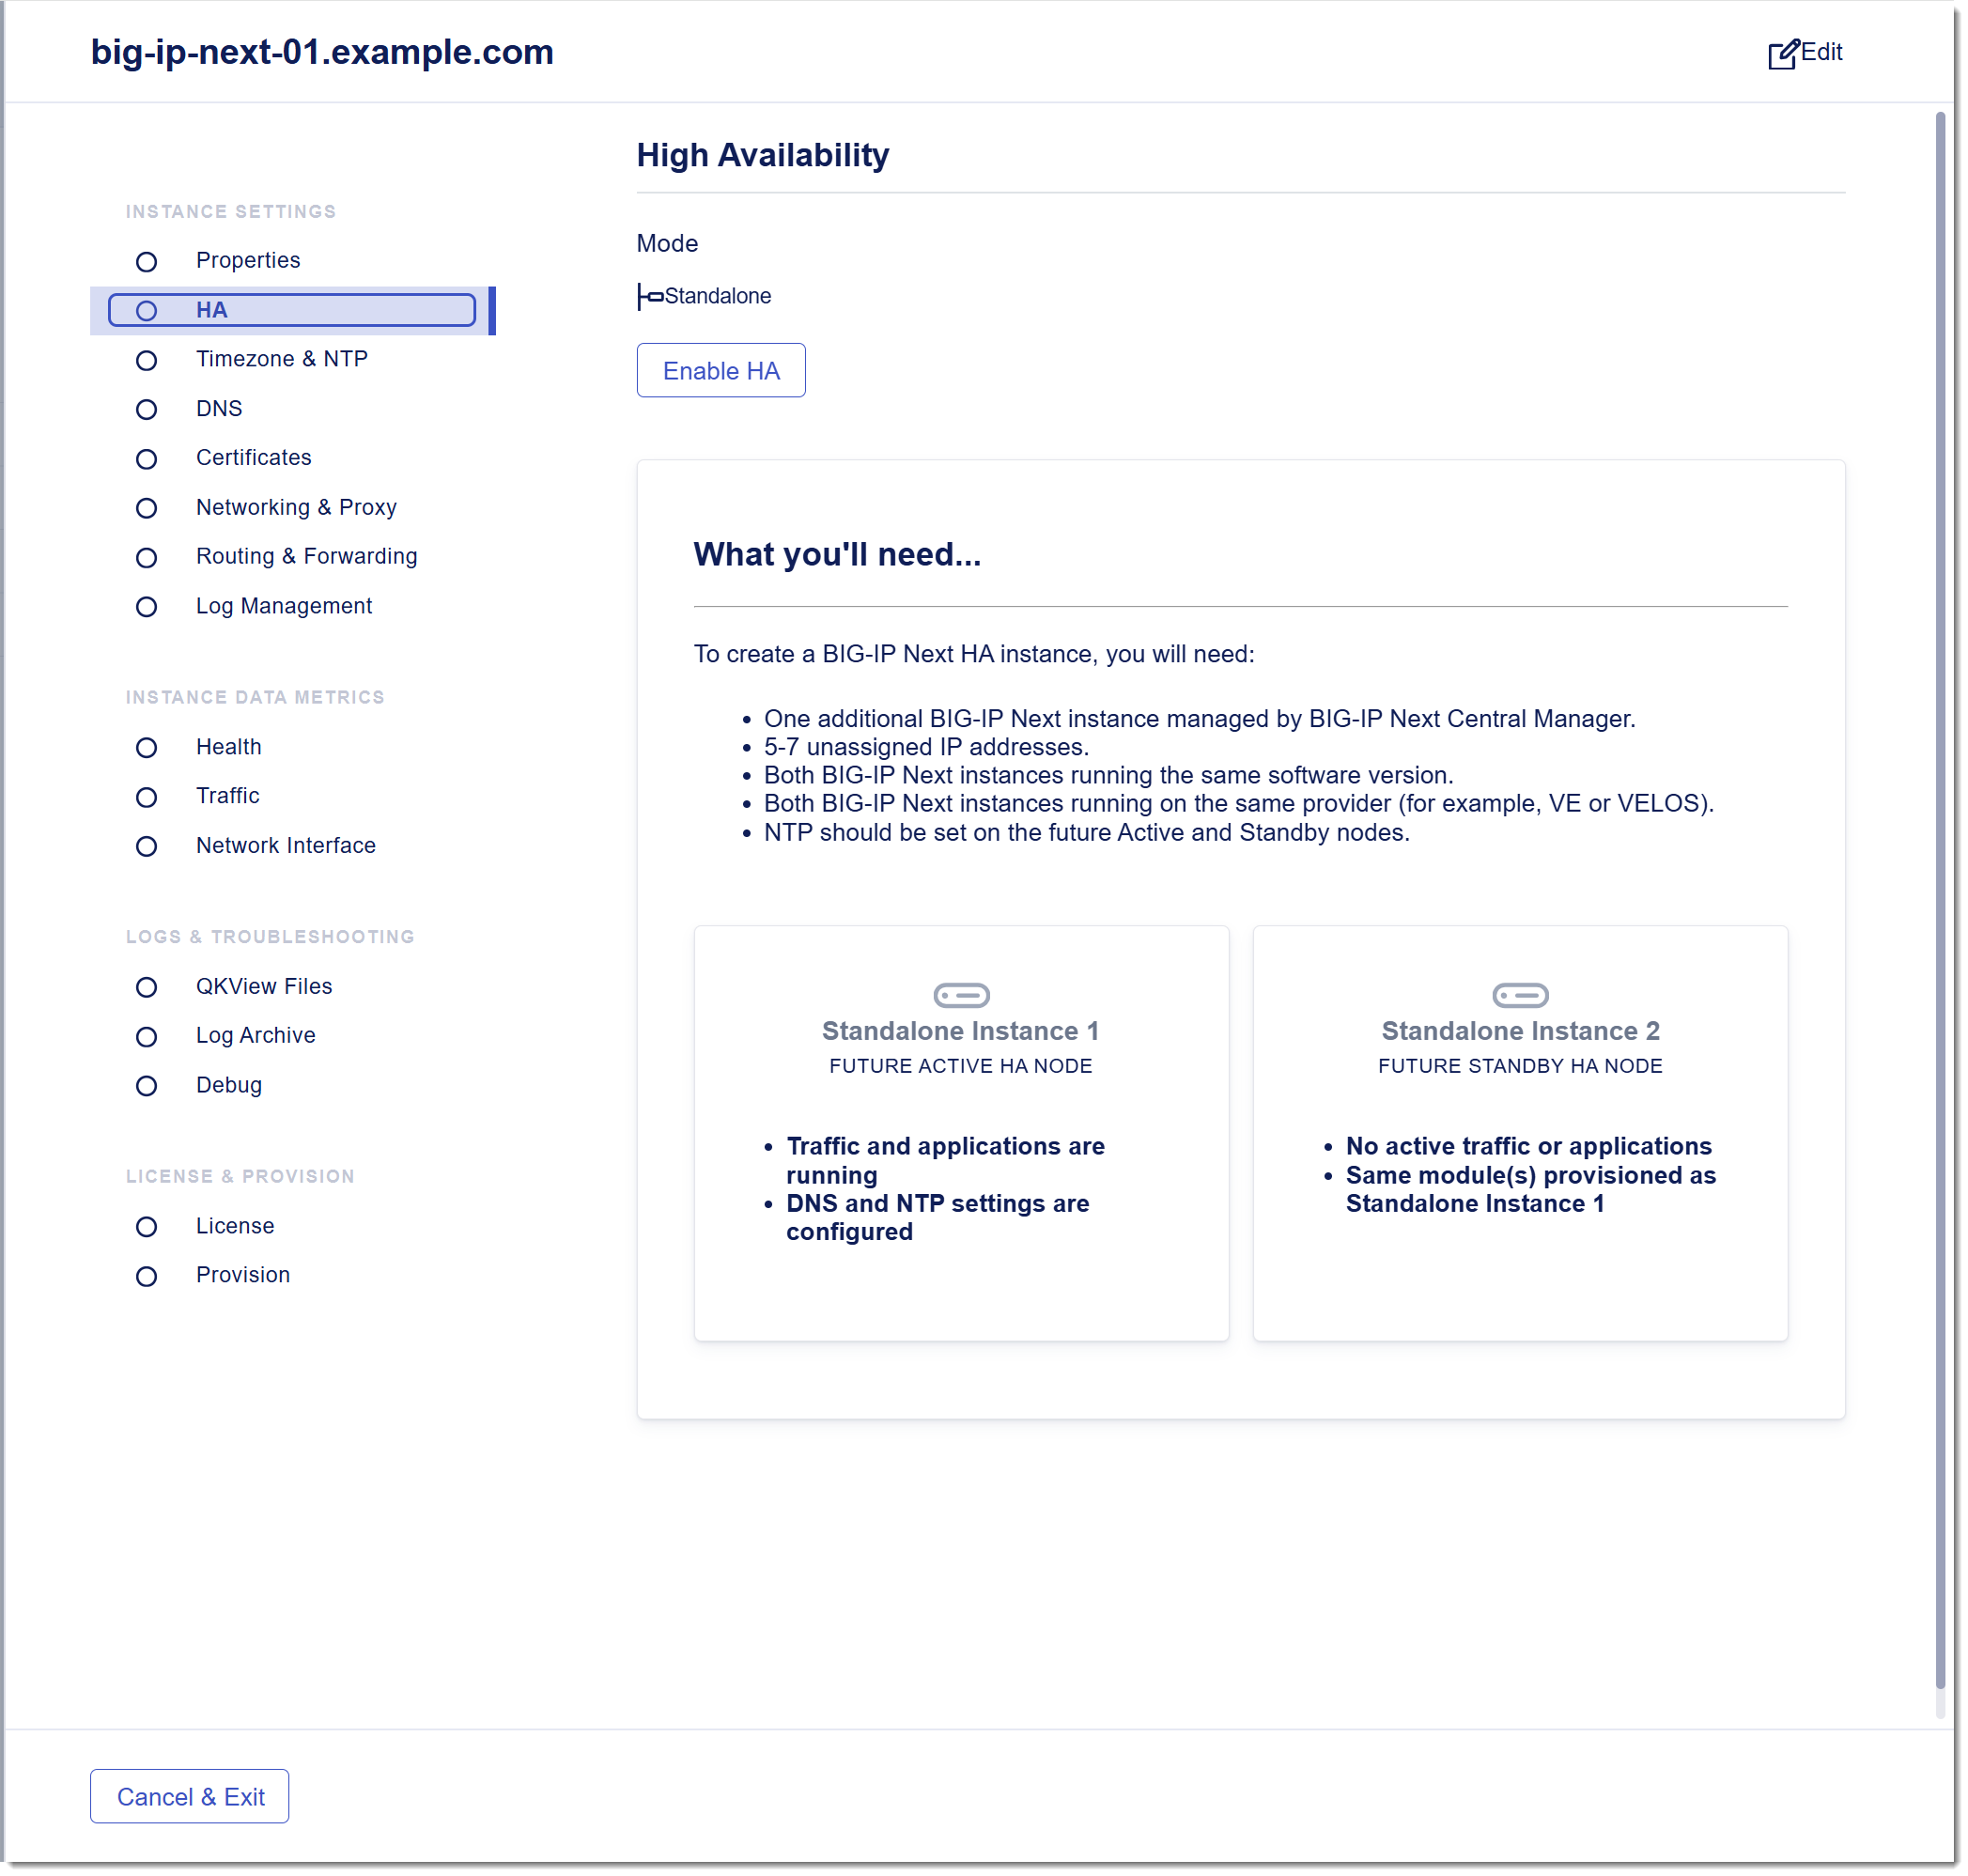 big-ip-next-01.example.com
Edit
INSTANCE SETTINGS
Properties
HA
Timezone & NTP
DNS
Certificates
Networking & Proxy
Routing & Forwarding
Log Management
INSTANCE DATA METRICS
Health
Traffic
Network Interface
LOGS & TROUBLESHOOTING
QKView Files
Log Archive
Debug
LICENSE & PROVISION
License
Provision
High Availability
Mode
Standalone
Enable HA
What you'll need...
To create a BIG-IP Next HA instance, you will need:
• One additional BIG-IP Next instance managed by BIG-IP Next Central Manager.
• 5-7 unassigned IP addresses.
• Both BIG-IP Next instances running the same software version.
• Both BIG-IP Next instances running on the same provider (for example, VE or VELOS).
• NTP should be set on the future Active and Standby nodes.
Standalone Instance 1
FUTURE ACTIVE HA NODE
• Traffic and applications are
running
• DNS and NTP settings are
configured
Standalone Instance 2
FUTURE STANDBY HA NODE
• No active traffic or applications
• Same module(s) provisioned as
Standalone Instance 1
Cancel & Exit